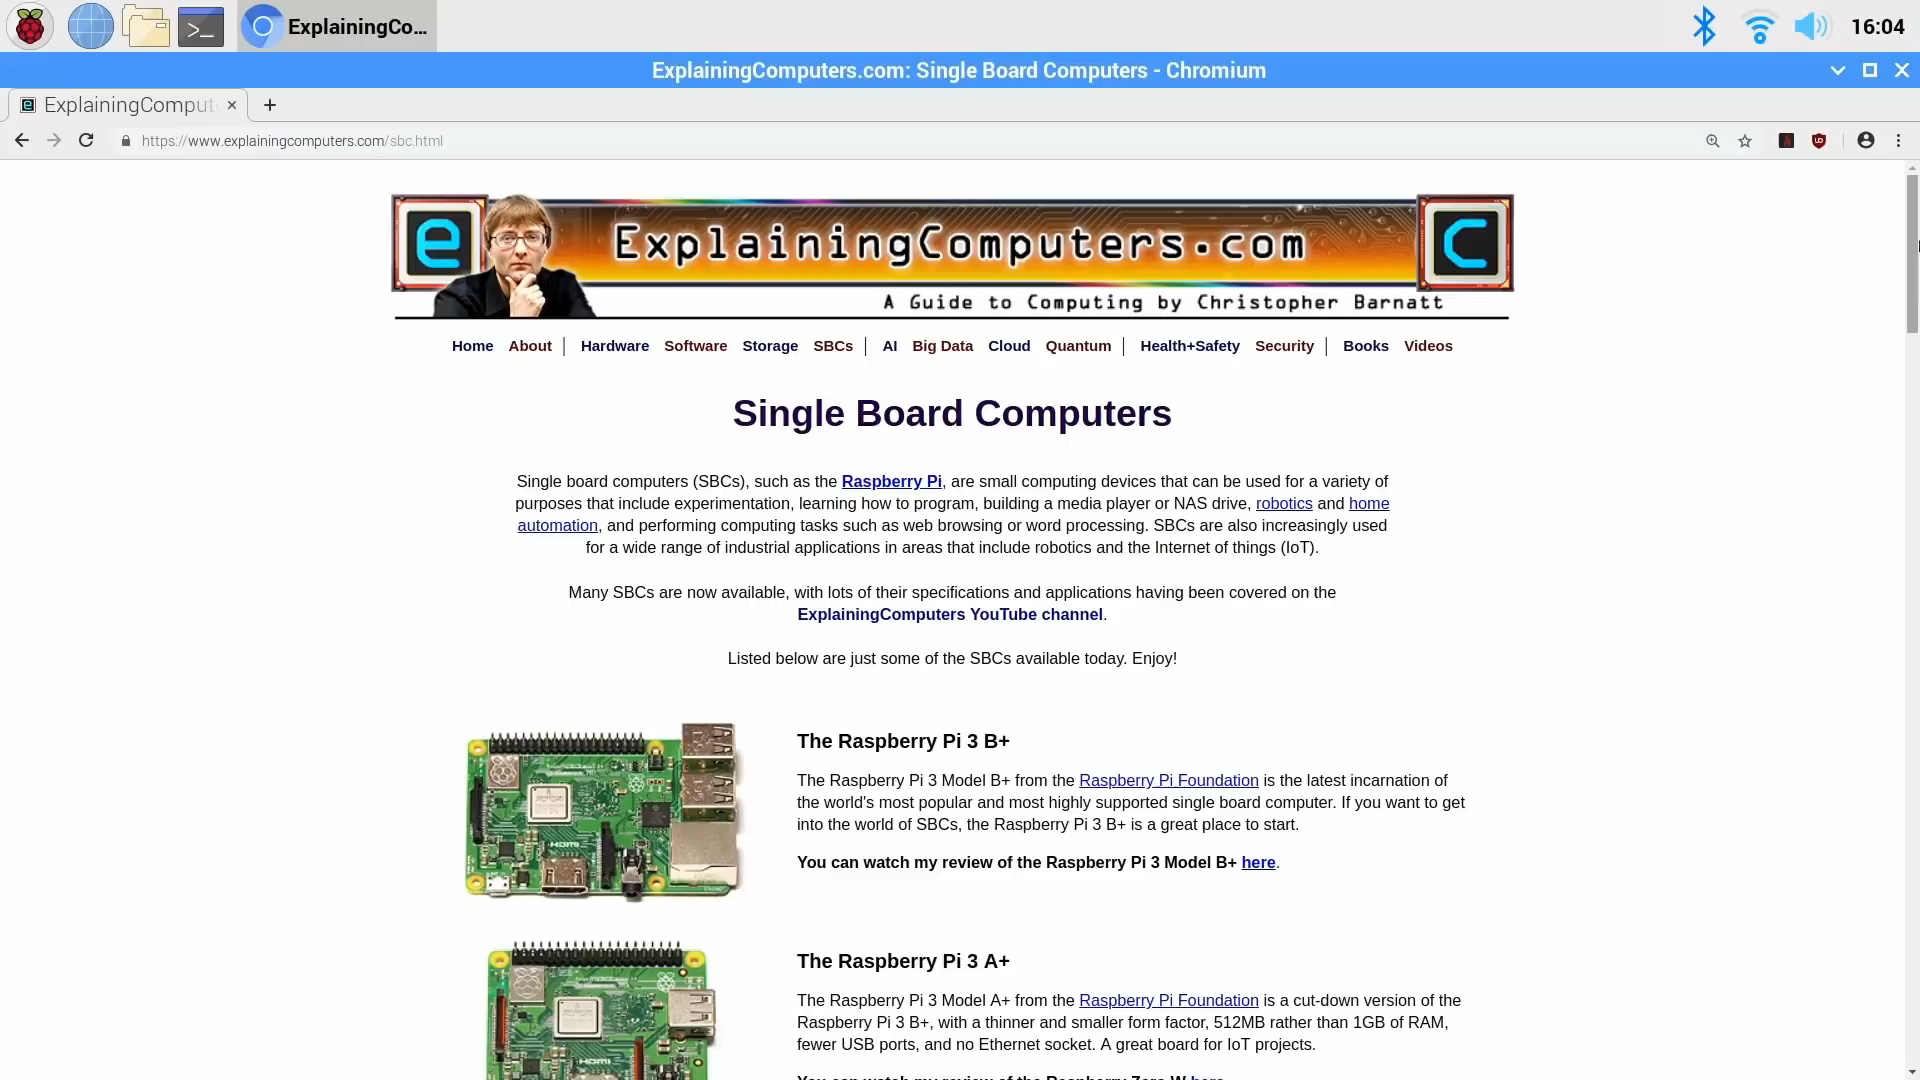 ExplainingCo...
16:04
ExplainingComputers.com: Single Board Computers - Chromium
ExplainingComput
https://www.explainingcomputers.com/sbc.html
e ExplainingComputers.com C
A Guide to Computing by Christopher Barnatt
Home About | Hardware Software Storage SBCs | AI Big Data Cloud Quantum | Health+Safety Security | Books Videos
Single Board Computers
Single board computers (SBCs), such as the Raspberry Pi, are small computing devices that can be used for a variety of
purposes that include experimentation, learning how to program, building a media player or NAS drive, robotics and home
automation, and performing computing tasks such as web browsing or word processing. SBCs are also increasingly used
for a wide range of industrial applications in areas that include robotics and the Internet of things (IoT).
Many SBCs are now available, with lots of their specifications and applications having been covered on the
ExplainingComputers YouTube channel.
Listed below are just some of the SBCs available today. Enjoy!
The Raspberry Pi 3 B+
The Raspberry Pi 3 Model B+ from the Raspberry Pi Foundation is the latest incarnation of
the world's most popular and most highly supported single board computer. If you want to get
into the world of SBCs, the Raspberry Pi 3 B+ is a great place to start.
You can watch my review of the Raspberry Pi 3 Model B+ here.
HDMI
The Raspberry Pi 3 A+
The Raspberry Pi 3 Model A+ from the Raspberry Pi Foundation is a cut-down version of the
Raspberry Pi 3 B+, with a thinner and smaller form factor, 512MB rather than 1GB of RAM,
fewer USB ports, and no Ethernet socket. A great board for IoT projects.
HDMI
You can watch my review of the Raspberry Zero W here